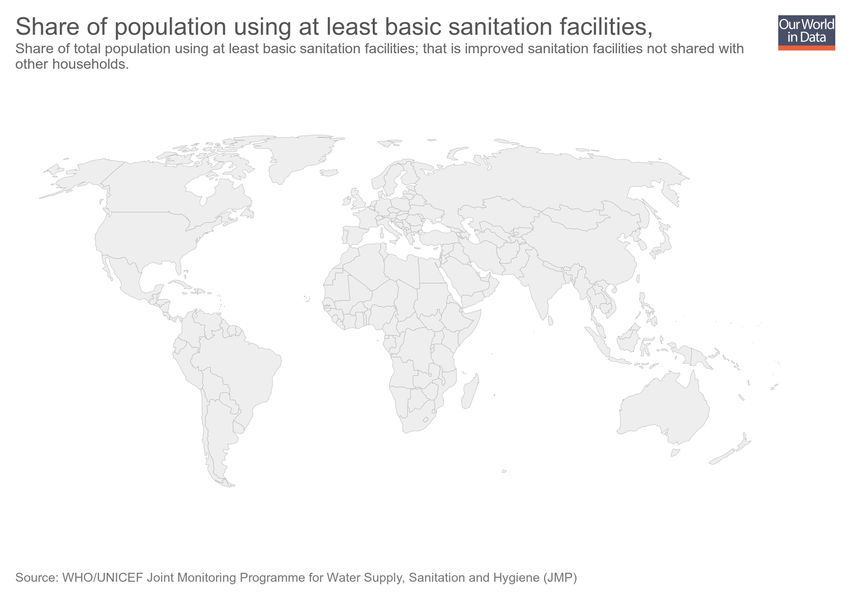 Share of population using at least basic sanitation facilities,
Our World
in Data
Share of total population using at least basic sanitation facilities; that is improved sanitation facilities not shared with
other households.
Source: WHO/UNICEF Joint Monitoring Programme for Water Supply, Sanitation and Hygiene (JMP)